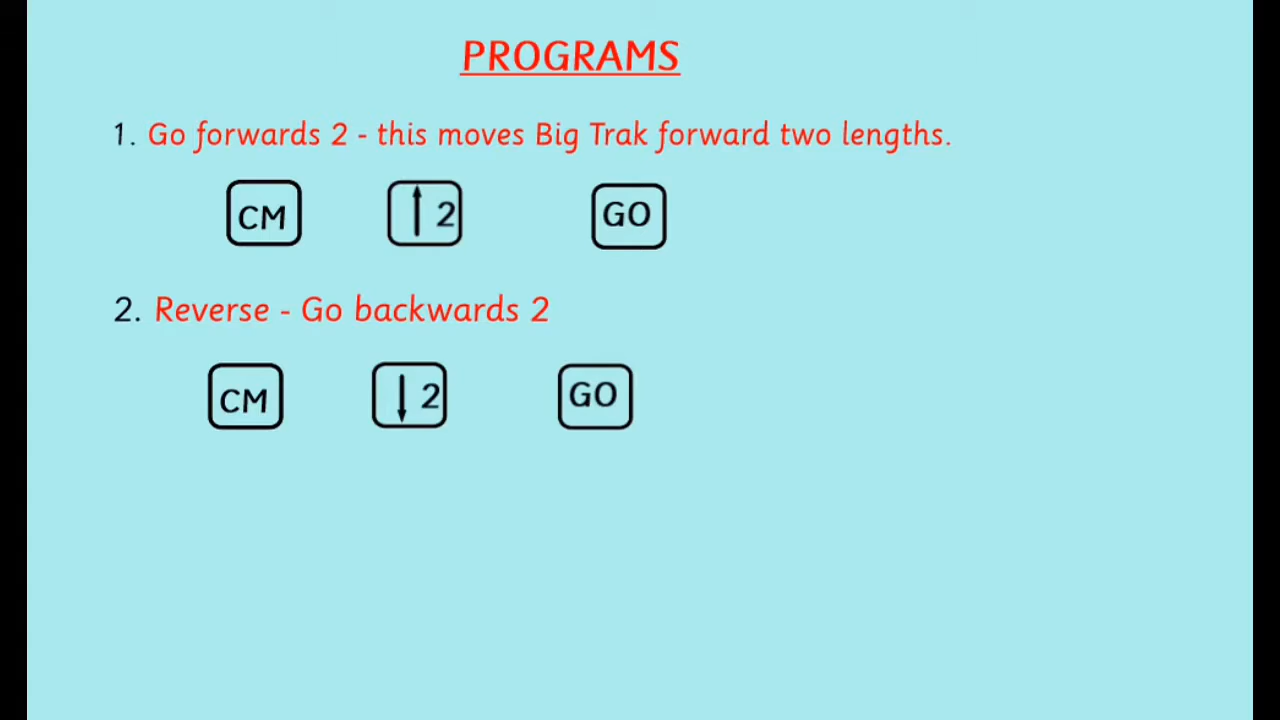 PROGRAMS
1. Go forwards 2 - this moves Big Trak forward two lengths.
CM ↑2 GO
2. Reverse - Go backwards 2
CM ↓2 GO